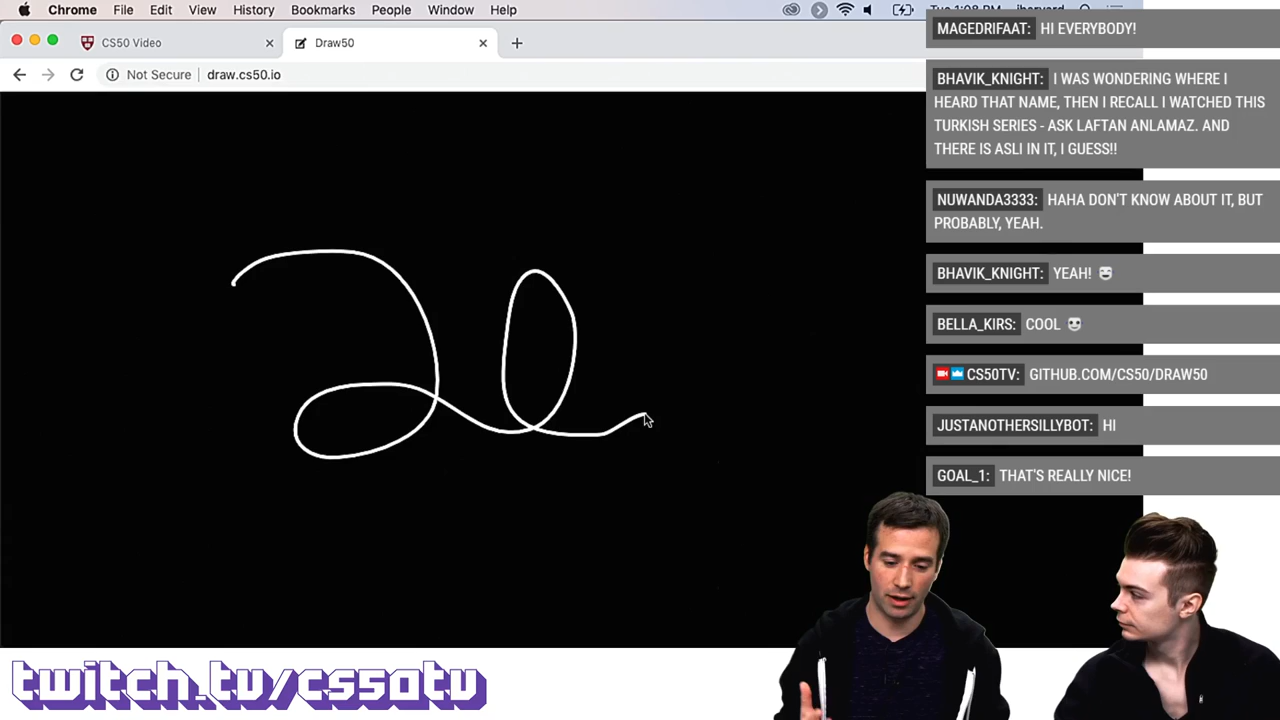 Chrome File Edit View History Bookmarks People Window Help
CS50 Video
Draw50
Not Secure draw.cs50.io
MAGEDRIFAAT: HI EVERYBODY!
BHAVIK_KNIGHT: I WAS WONDERING WHERE I
HEARD THAT NAME, THEN I RECALL I WATCHED THIS
TURKISH SERIES - ASK LAFTAN ANLAMAZ. AND
THERE IS ASLI IN IT, I GUESS!!
NUWANDA3333: HAHA DON'T KNOW ABOUT IT, BUT
PROBABLY, YEAH.
BHAVIK_KNIGHT: YEAH!
BELLA_KIRS: COOL
CS50TV: GITHUB.COM/CS50/DRAW50
JUSTANOTHERSILLYBOT: HI
GOAL_1: THAT'S REALLY NICE!
twitch.tv/cs50tv